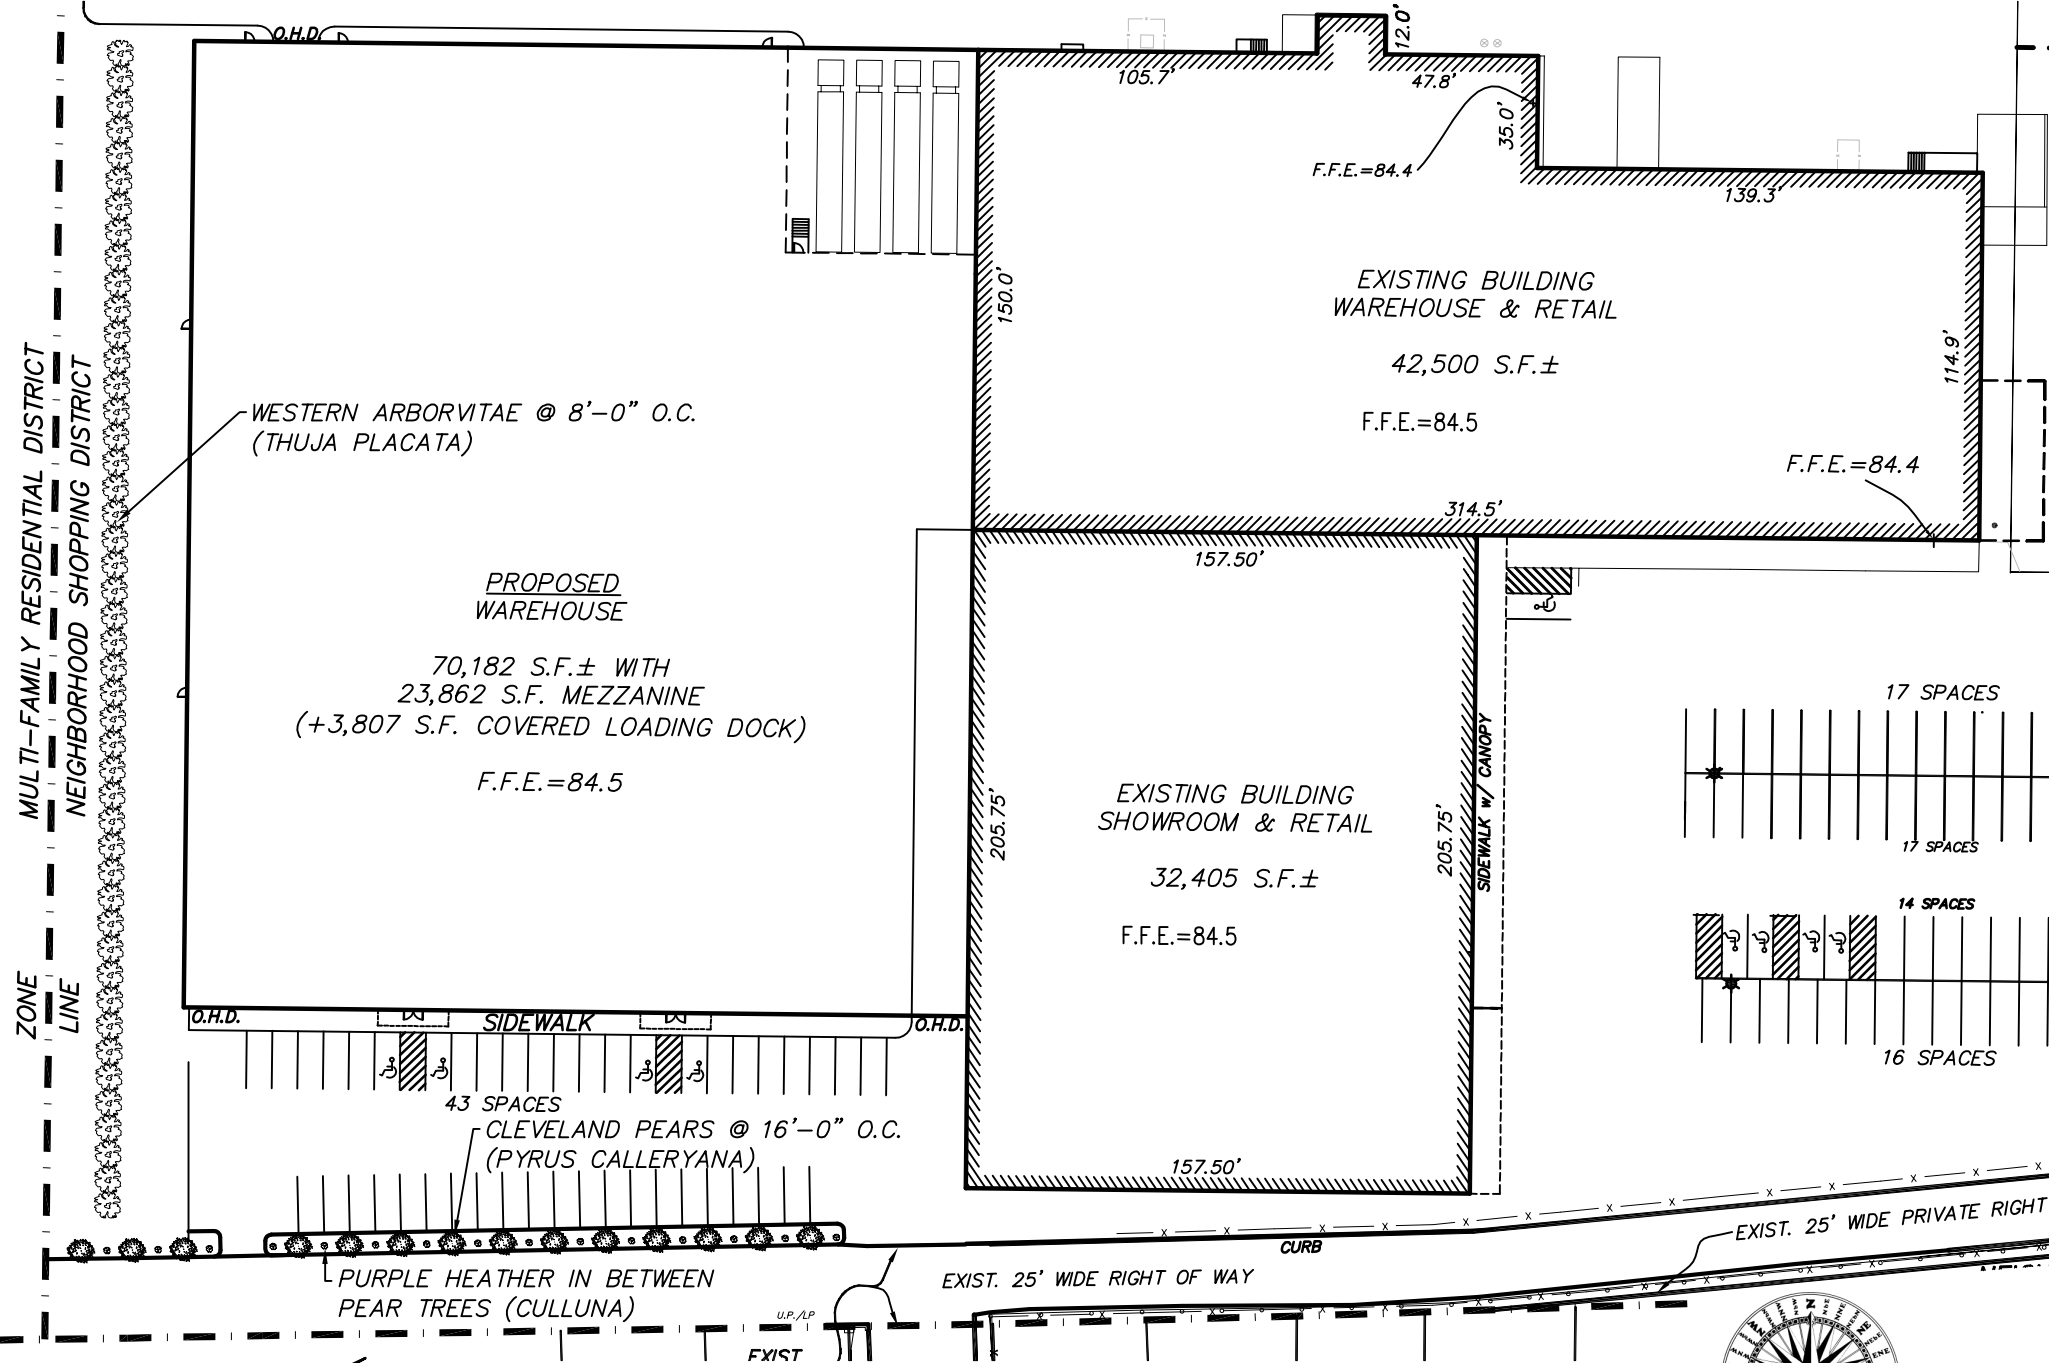 O.H.D.
105.7'
12.0'
47.8'
35.0'
F.F.E.=84.4
139.3'
150.0'
EXISTING BUILDING
WAREHOUSE & RETAIL
42,500 S.F.±
F.F.E.=84.5
114.9'
F.F.E.=84.4
314.5'
MULTI-FAMILY RESIDENTIAL DISTRICT
NEIGHBORHOOD SHOPPING DISTRICT
WESTERN ARBORVITAE @ 8'-0" O.C.
(THUJA PLACATA)
157.50'
PROPOSED
WAREHOUSE
70,182 S.F.± WITH
23,862 S.F. MEZZANINE
(+3,807 S.F. COVERED LOADING DOCK)
F.F.E.=84.5
205.75'
EXISTING BUILDING
SHOWROOM & RETAIL
32,405 S.F.±
F.F.E.=84.5
205.75'
SIDEWALK w/ CANOPY
17 SPACES
17 SPACES
14 SPACES
16 SPACES
ZONE
LINE
O.H.D.
SIDEWALK
O.H.D.
43 SPACES
CLEVELAND PEARS @ 16'-0" O.C.
(PYRUS CALLERYANA)
157.50'
PURPLE HEATHER IN BETWEEN
PEAR TREES (CULLUNA)
U.P./LP
EXIST. 25' WIDE RIGHT OF WAY
CURB
EXIST. 25' WIDE PRIVATE RIGHT
EXIST.
N
NE
ENE
NW
NNE